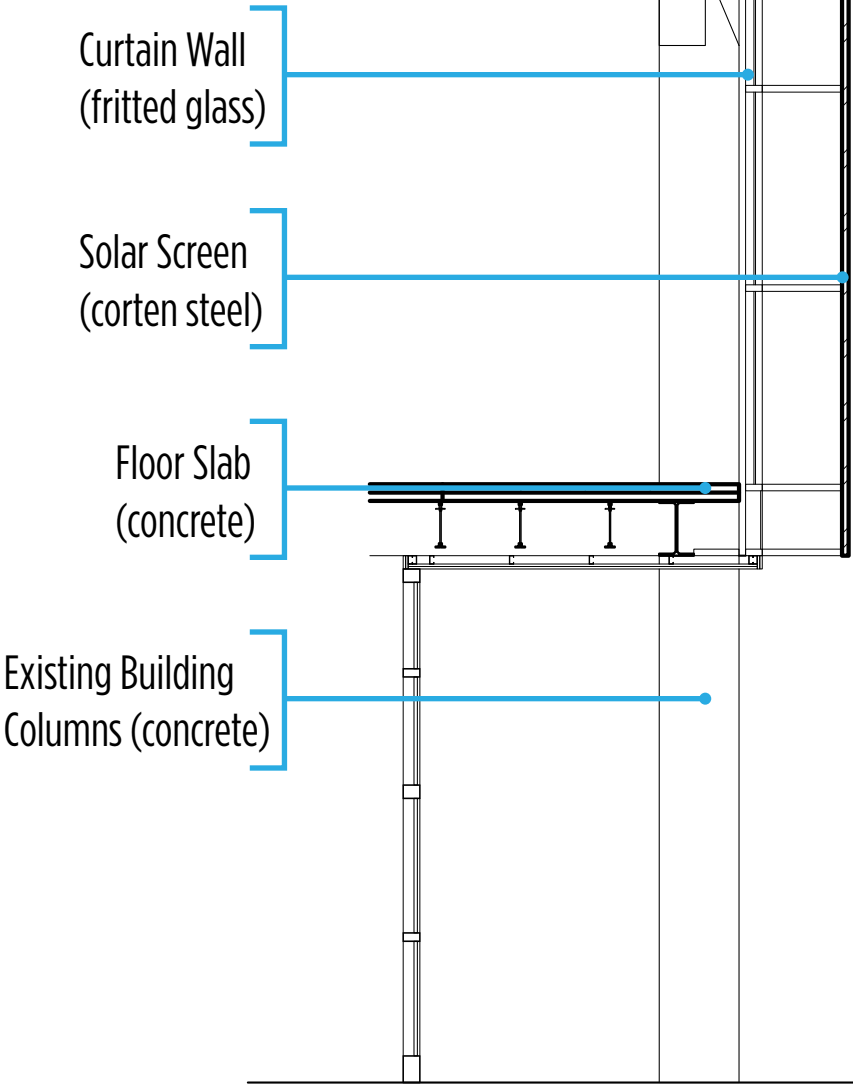 Curtain Wall
(fritted glass)
Solar Screen
(corten steel)
Floor Slab
(concrete)
Existing Building
Columns (concrete)